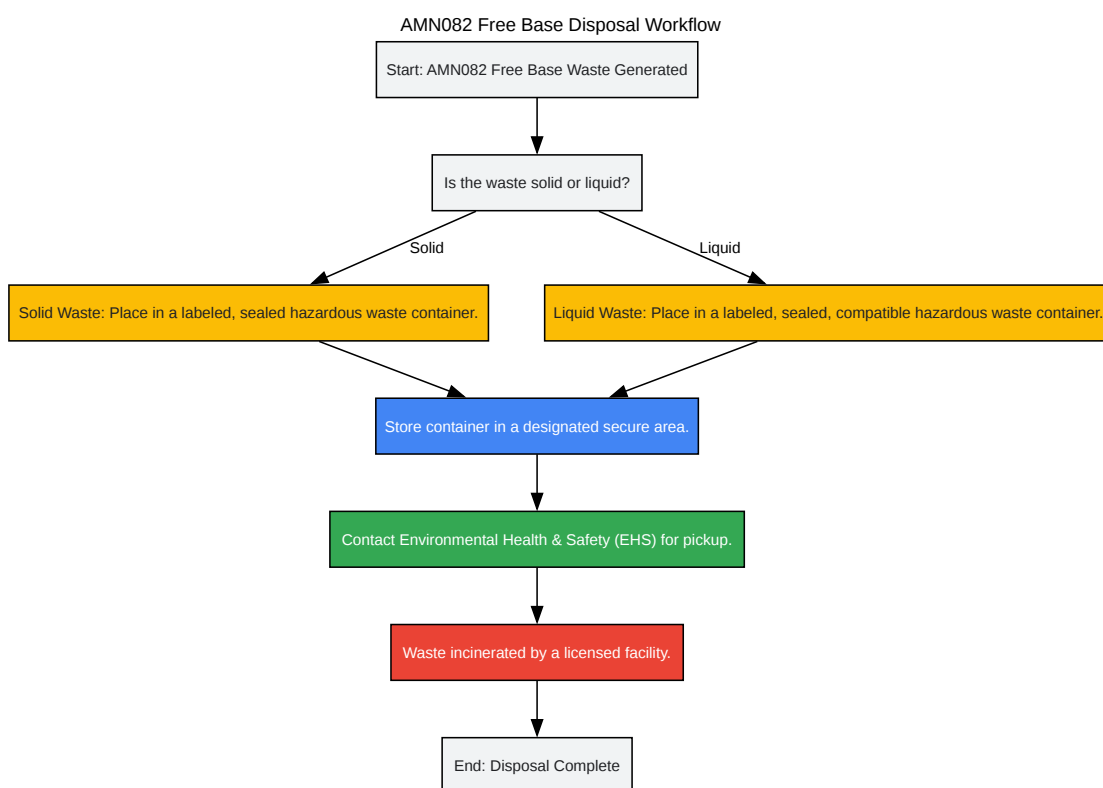 AMN082 Free Base Disposal Workflow
Start: AMN082 Free Base Waste Generated
Is the waste solid or liquid?
Solid
Liquid
Solid Waste: Place in a labeled, sealed hazardous waste container.
Liquid Waste: Place in a labeled, sealed, compatible hazardous waste container.
Store container in a designated secure area.
Contact Environmental Health & Safety (EHS) for pickup.
Waste incinerated by a licensed facility.
End: Disposal Complete